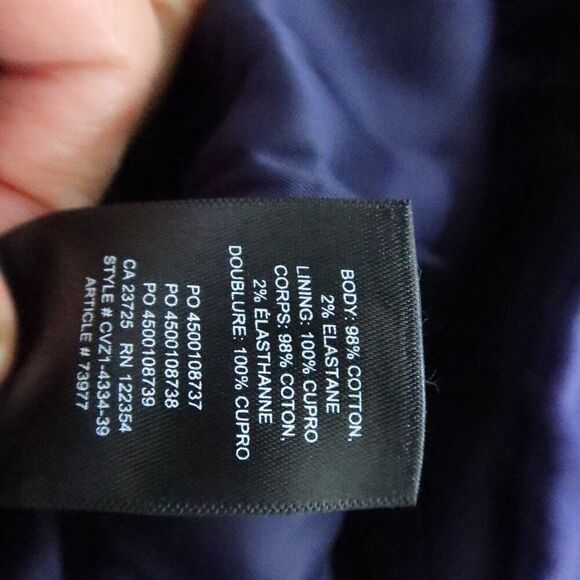 BODY: 98% COTTON,
2% ELASTANE
LINING: 100% CUPRO
CORPS: 98% COTON,
2% ÉLASTHANNE
DOUBLURE: 100% CUPRO
PO 4500108737
PO 4500108738
PO 4500108739
CA 23725 RN 122354
STYLE # CVZ1-4334-39
ARTICLE # 73977